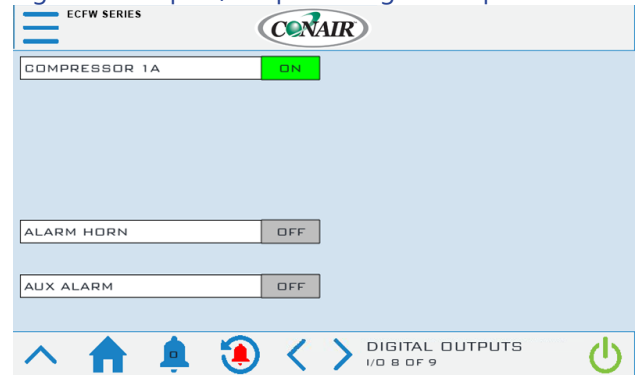 ECFW SERIES
CONAIR
COMPRESSOR 1A ON
ALARM HORN OFF
AUX ALARM OFF
0
DIGITAL OUTPUTS
I/O 8 OF 9